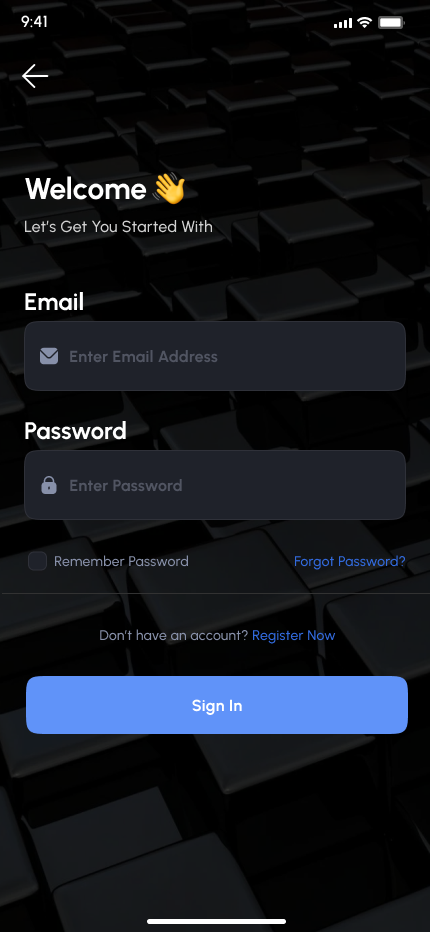 9:41
Welcome 👋
Let's Get You Started With
Email
Enter Email Address
Password
Enter Password
Remember Password Forgot Password?
Don't have an account? Register Now
Sign In